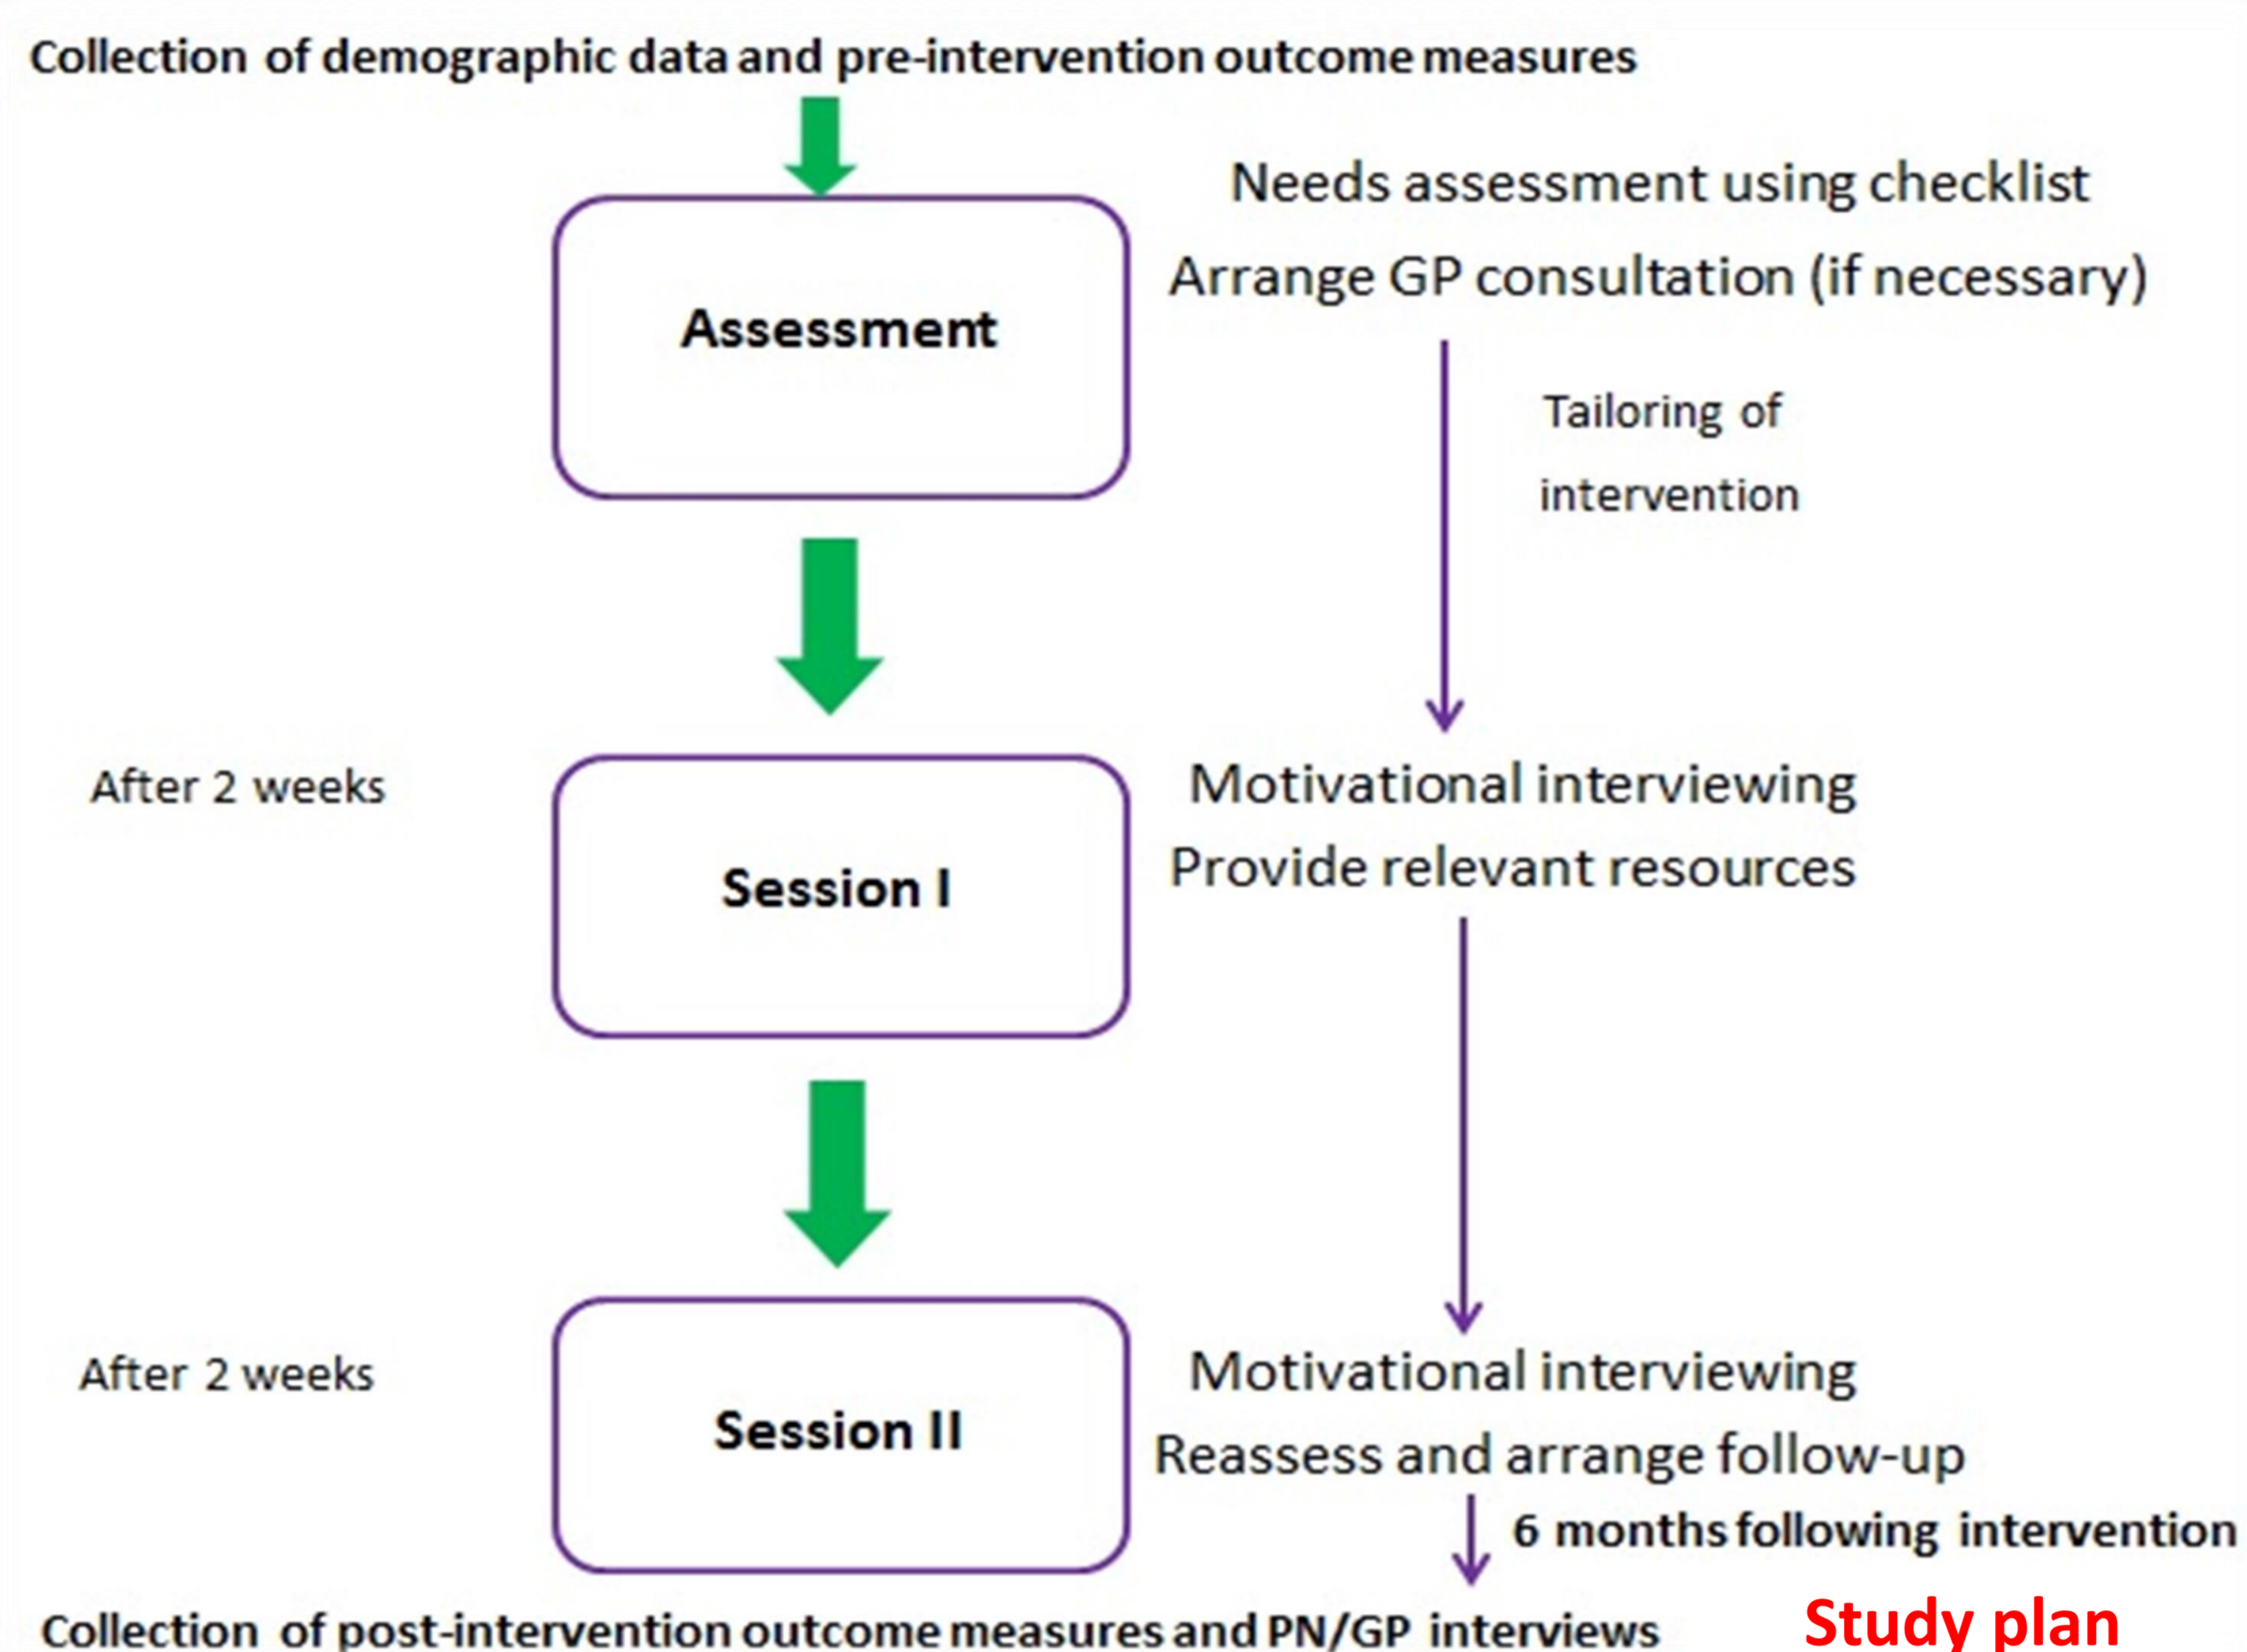 Collection of demographic data and pre-intervention outcome measures
Needs assessment using checklist
Arrange GP consultation (if necessary)
Assessment
Tailoring of
intervention
After 2 weeks
Session I
Motivational interviewing
Provide relevant resources
After 2 weeks
Session II
Motivational interviewing
Reassess and arrange follow-up
6 months following intervention
Collection of post-intervention outcome measures and PN/GP interviews
Study plan